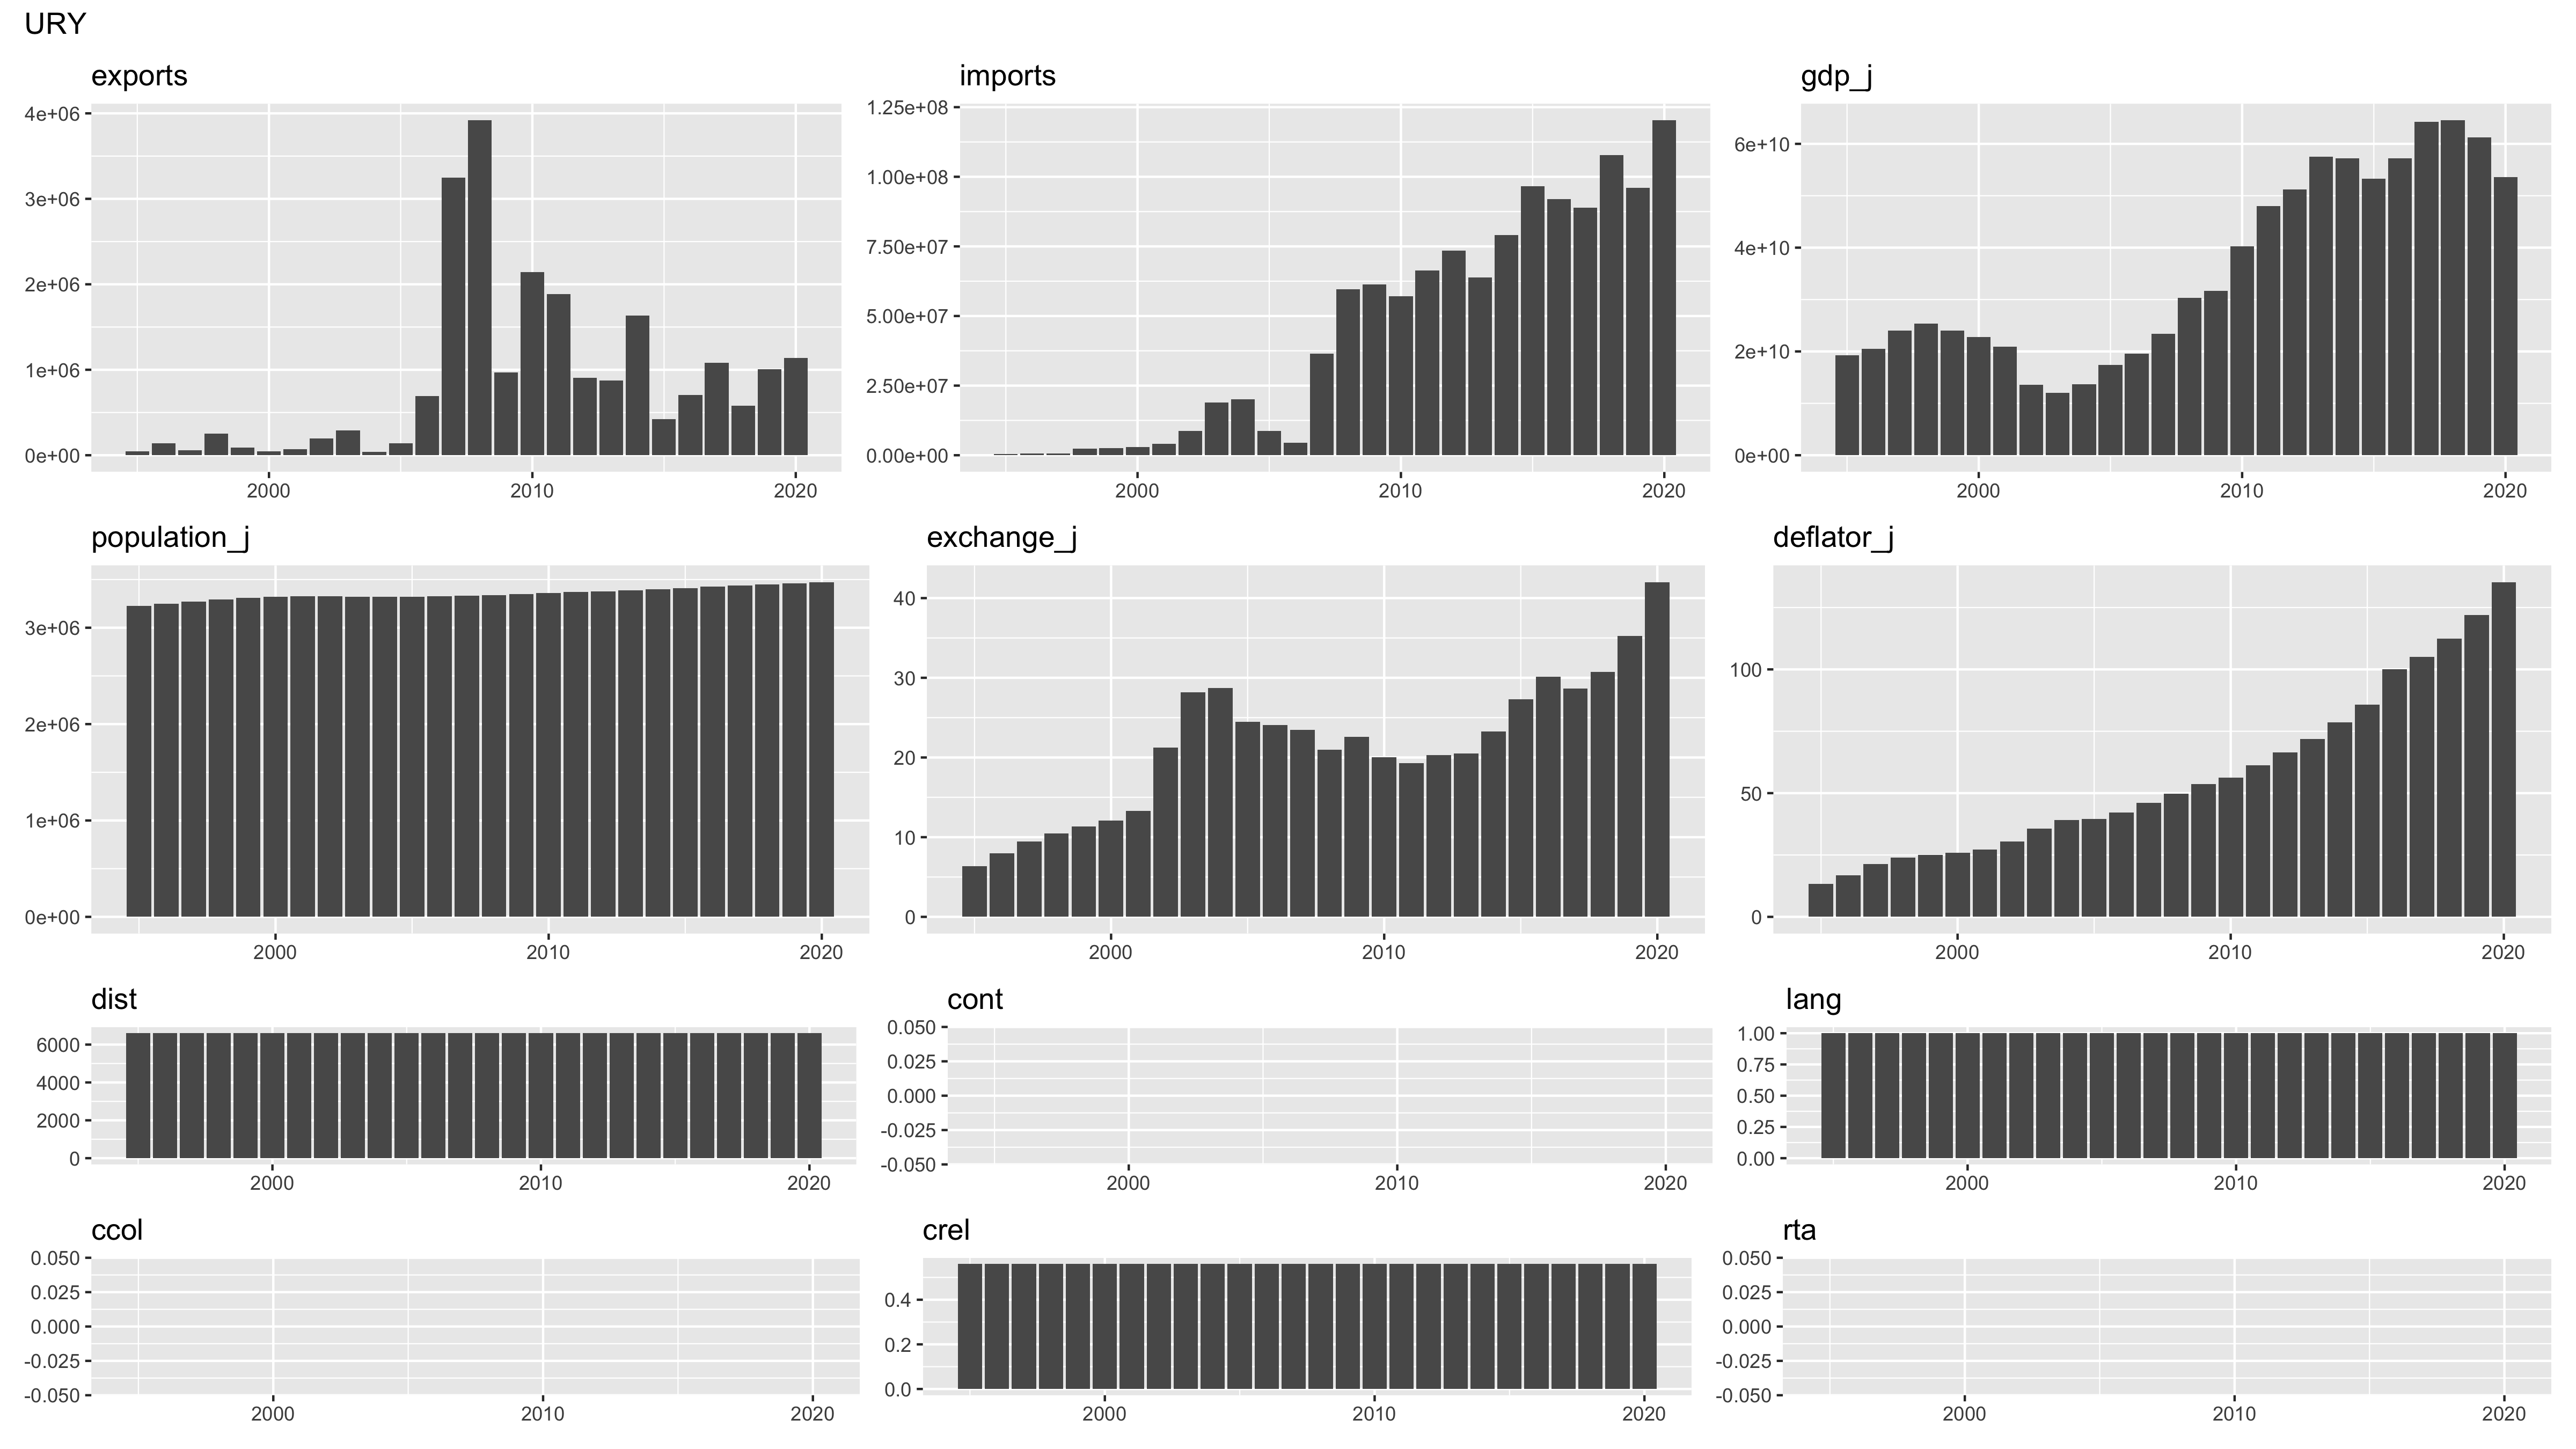 URY
exports
imports
gdp_j
4e+06
3e+06
2e+06
1e+06
0e+00
2000 2010 2020
1.25e+08
1.00e+08
7.50e+07
5.00e+07
2.50e+07
0.00e+00
2000 2010 2020
6e+10
4e+10
2e+10
0e+00
2000 2010 2020
population_j
exchange_j
deflator_j
3e+06
2e+06
1e+06
0e+00
2000 2010 2020
40
30
20
10
0
2000 2010 2020
100
50
0
2000 2010 2020
dist
cont
lang
6000
4000
2000
0
2000 2010 2020
0.050
0.025
0.000
-0.025
-0.050
2000 2010 2020
1.00
0.75
0.50
0.25
0.00
2000 2010 2020
ccol
crel
rta
0.050
0.025
0.000
-0.025
-0.050
2000 2010 2020
0.4
0.2
0.0
2000 2010 2020
0.050
0.025
0.000
-0.025
-0.050
2000 2010 2020